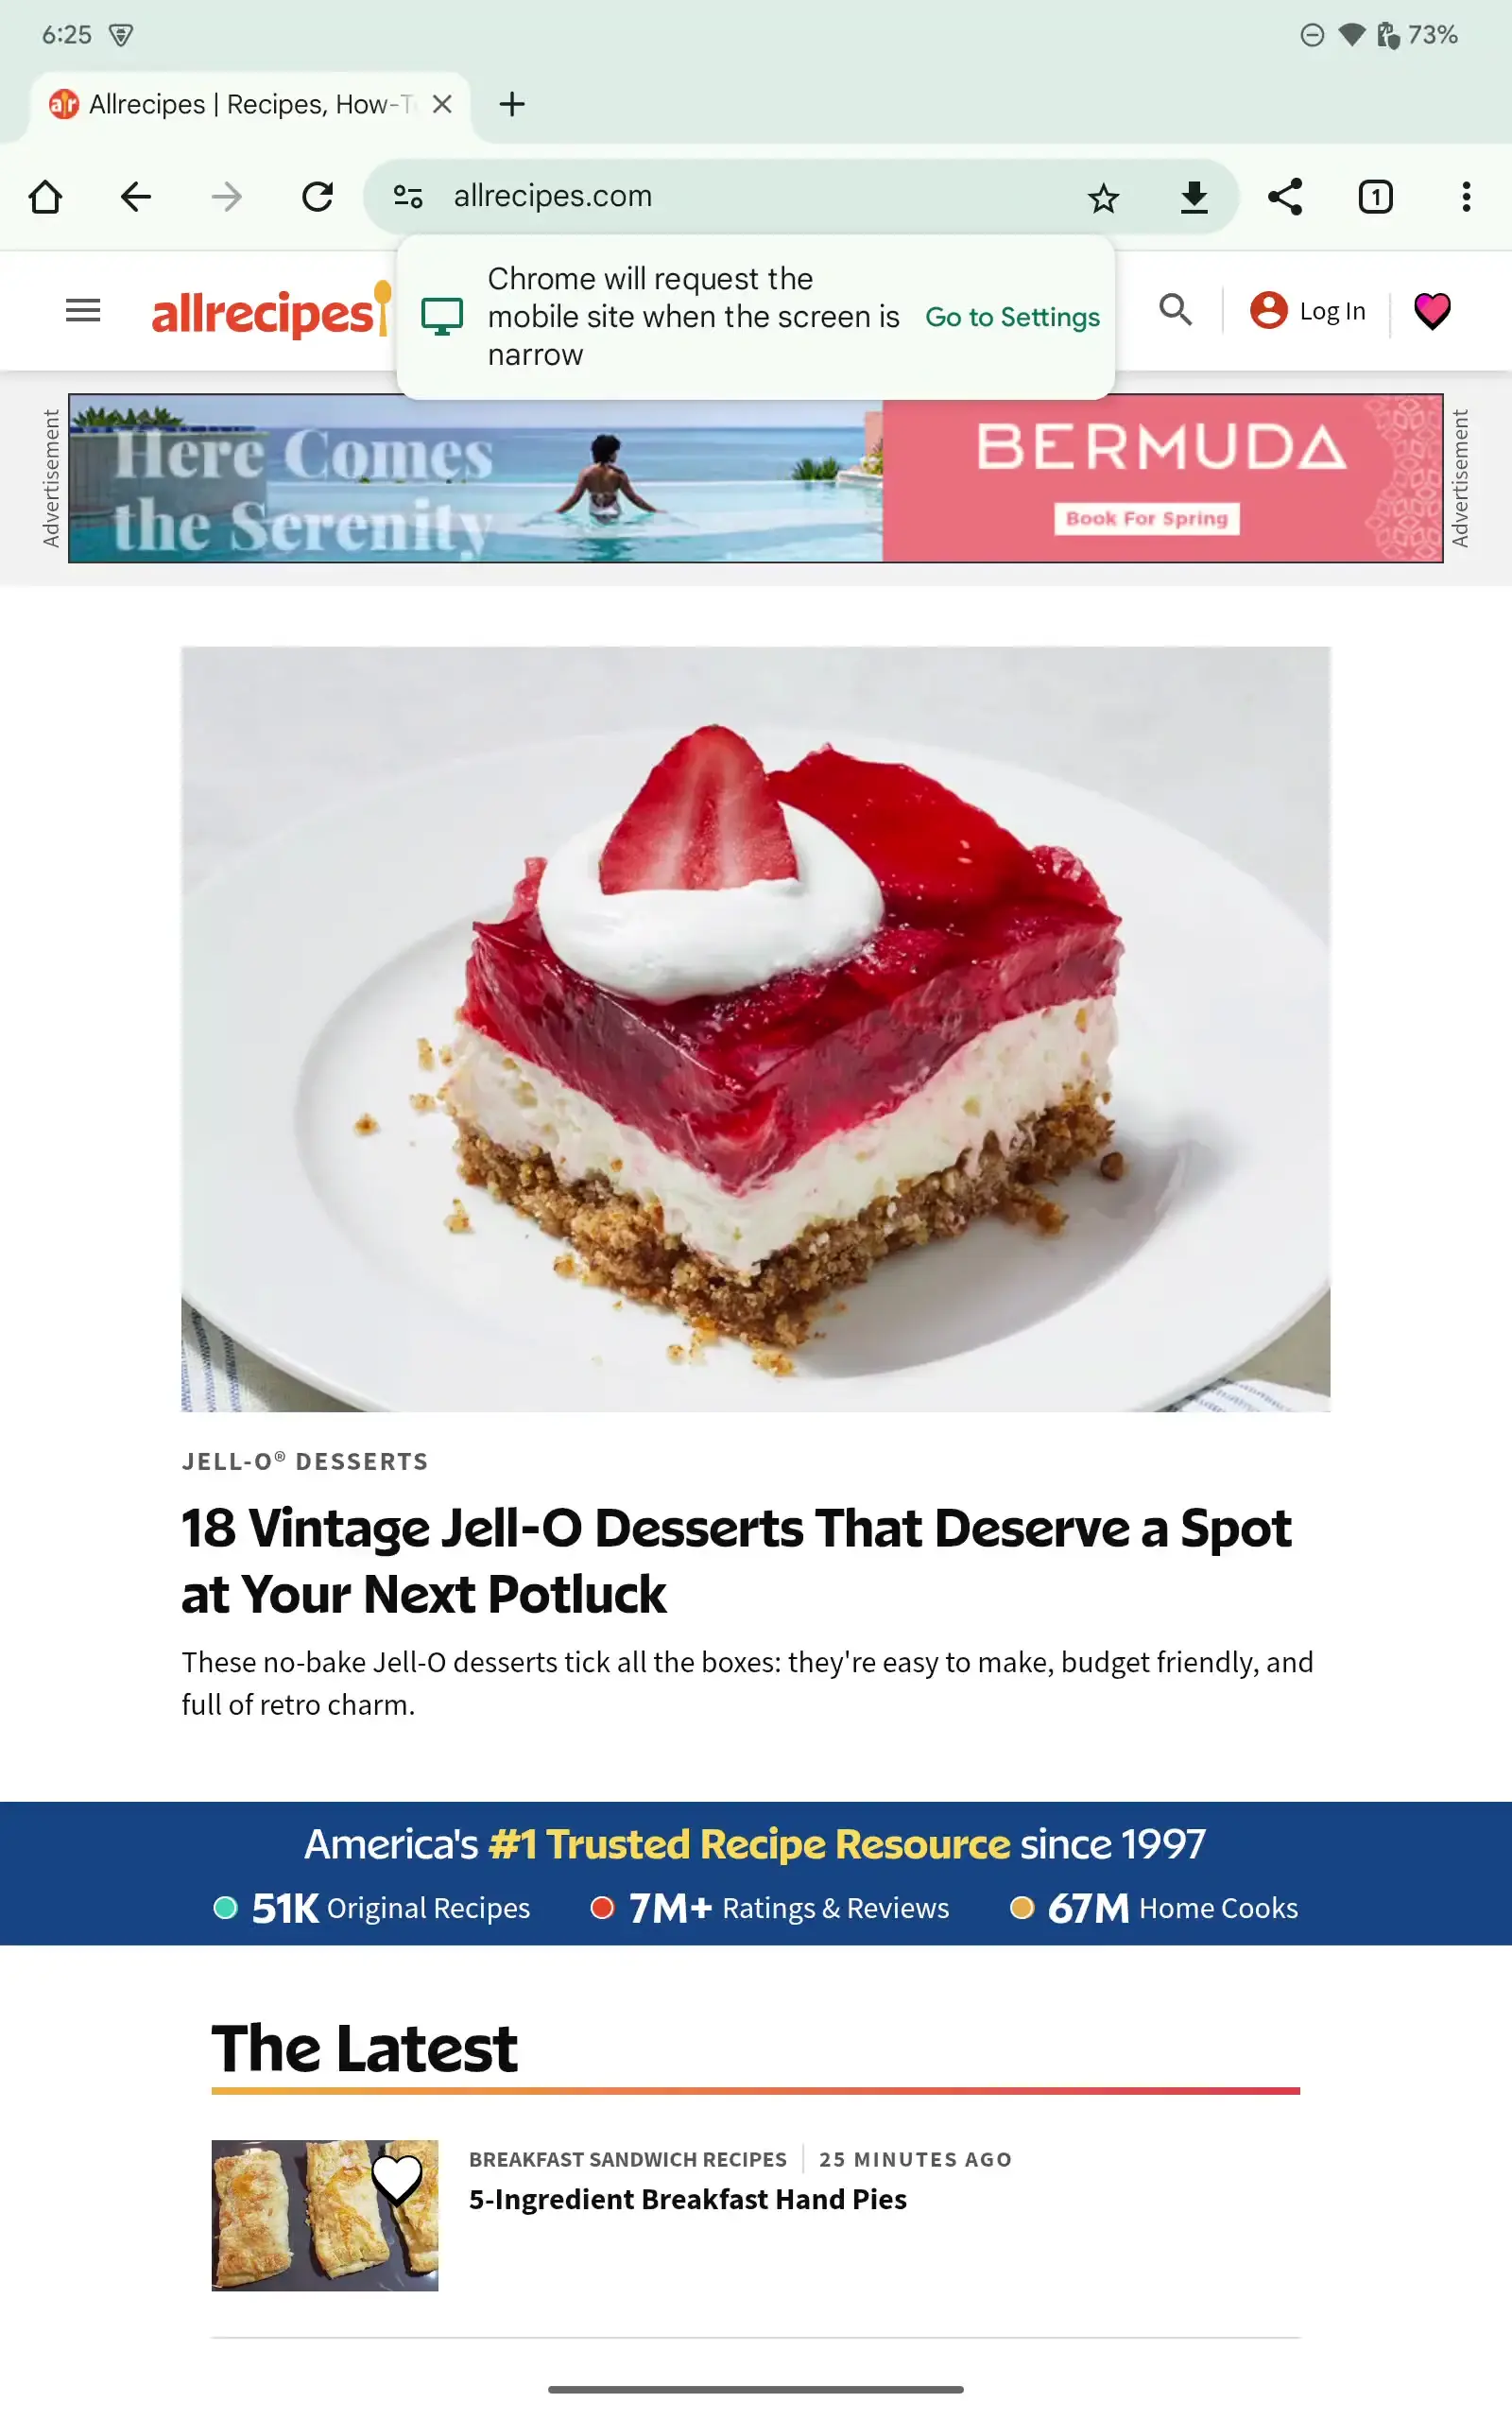 6:25
73%
Allrecipes | Recipes, How-T
allrecipes.com
1
Chrome will request the
mobile site when the screen is
narrow
Go to Settings
allrecipes
Log In
Advertisement
Here Comes
the Serenity
BERMUDA
Book For Spring
Advertisement
JELL-O® DESSERTS
18 Vintage Jell-O Desserts That Deserve a Spot
at Your Next Potluck
These no-bake Jell-O desserts tick all the boxes: they're easy to make, budget friendly, and
full of retro charm.
America's #1 Trusted Recipe Resource since 1997
51K Original Recipes 7M+ Ratings & Reviews 67M Home Cooks
The Latest
BREAKFAST SANDWICH RECIPES 25 MINUTES AGO
5-Ingredient Breakfast Hand Pies